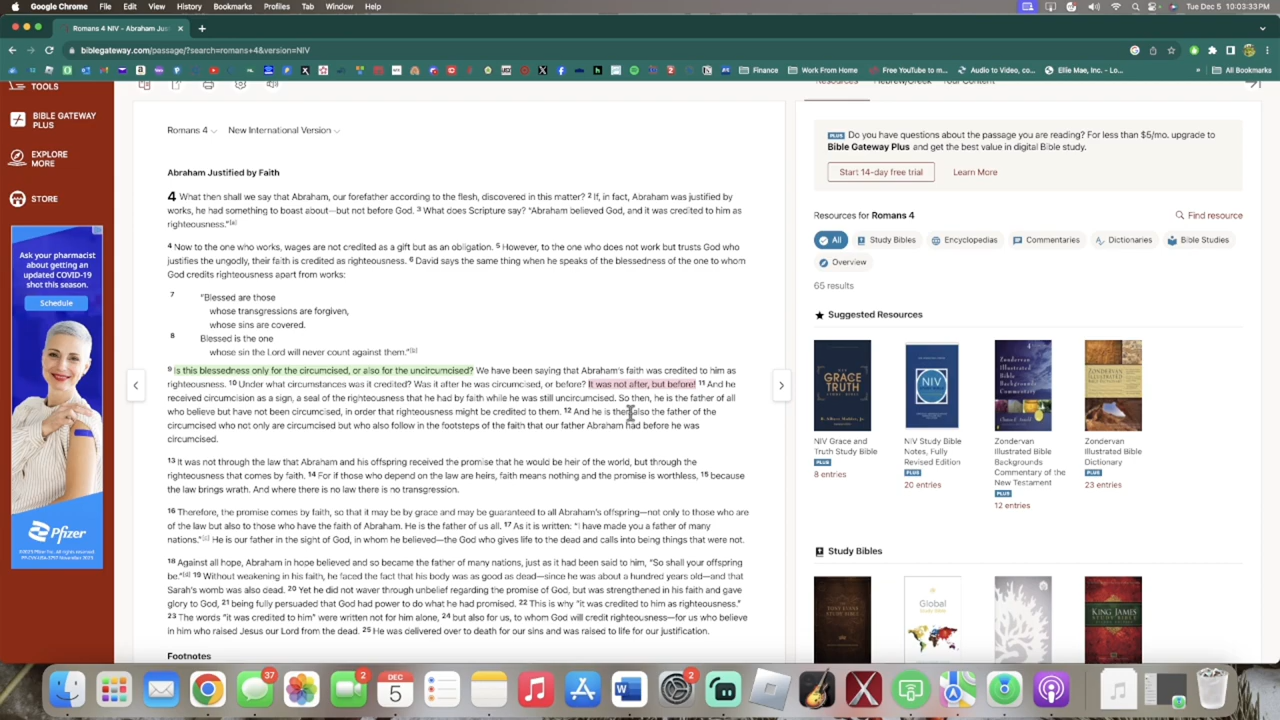 Google Chrome File Edit View History Bookmarks Profiles Tab Window Help Tue Dec 5 10:03:33 PM
Romans 4 NIV - Abraham Jus
biblegateway.com/passage/?search=romans+4&version=NIV
Finance Work From Home Free YouTube to m... Audio to Video, co... Ellie Mae, Inc. - Lo... All Bookmarks
TOOLS
BIBLE GATEWAY
PLUS
EXPLORE
MORE
STORE
Ask your pharmacist
about getting an
updated COVID-19
shot this season.
Schedule
Pfizer
Romans 4 New International Version
Abraham Justified by Faith
4 What then shall we say that Abraham, our forefather according to the flesh, discovered in this matter? 2 If, in fact, Abraham was justified by
works, he had something to boast about—but not before God. 3 What does Scripture say? “Abraham believed God, and it was credited to him as
righteousness.”[a]
4 Now to the one who works, wages are not credited as a gift but as an obligation. 5 However, to the one who does not work but trusts God who
justifies the ungodly, their faith is credited as righteousness. 6 David says the same thing when he speaks of the blessedness of the one to whom
God credits righteousness apart from works:
7 “Blessed are those
whose transgressions are forgiven,
whose sins are covered.
8 Blessed is the one
whose sin the Lord will never count against them.”[b]
9 Is this blessedness only for the circumcised, or also for the uncircumcised? We have been saying that Abraham’s faith was credited to him as
righteousness. 10 Under what circumstances was it credited? Was it after he was circumcised, or before? It was not after, but before! 11 And he
received circumcision as a sign, a seal of the righteousness that he had by faith while he was still uncircumcised. So then, he is the father of all
who believe but have not been circumcised, in order that righteousness might be credited to them. 12 And he is then also the father of the
circumcised who not only are circumcised but who also follow in the footsteps of the faith that our father Abraham had before he was
circumcised.
13 It was not through the law that Abraham and his offspring received the promise that he would be heir of the world, but through the
righteousness that comes by faith. 14 For if those who depend on the law are heirs, faith means nothing and the promise is worthless, 15 because
the law brings wrath. And where there is no law there is no transgression.
16 Therefore, the promise comes by faith, so that it may be by grace and may be guaranteed to all Abraham’s offspring—not only to those who are
of the law but also to those who have the faith of Abraham. He is the father of us all. 17 As it is written: “I have made you a father of many
nations.”[c] He is our father in the sight of God, in whom he believed—the God who gives life to the dead and calls into being things that were not.
18 Against all hope, Abraham in hope believed and so became the father of many nations, just as it had been said to him, “So shall your offspring
be.”[d] 19 Without weakening in his faith, he faced the fact that his body was as good as dead—since he was about a hundred years old—and that
Sarah’s womb was also dead. 20 Yet he did not waver through unbelief regarding the promise of God, but was strengthened in his faith and gave
glory to God, 21 being fully persuaded that God had power to do what he had promised. 22 This is why “it was credited to him as righteousness.”
23 The words “it was credited to him” were written not for him alone, 24 but also for us, to whom God will credit righteousness—for us who believe
in him who raised Jesus our Lord from the dead. 25 He was delivered over to death for our sins and was raised to life for our justification.
Footnotes
PLUS Do you have questions about the passage you are reading? For less than $5/mo. upgrade to
Bible Gateway Plus and get the best value in digital Bible study.
Start 14-day free trial Learn More
Resources for Romans 4 Find resource
All Study Bibles Encyclopedias Commentaries Dictionaries Bible Studies
Overview
65 results
Suggested Resources
GRACE
TRUTH
NIV
NIV Grace and
Truth Study Bible
PLUS
8 entries
NIV Study Bible
Notes, Fully
Revised Edition
PLUS
20 entries
Zondervan
Illustrated Bible
Backgrounds
Commentary of the
New Testament
PLUS
12 entries
Zondervan
Illustrated Bible
Dictionary
PLUS
23 entries
Study Bibles
Global
KING JAMES
37 2 DEC 5 2